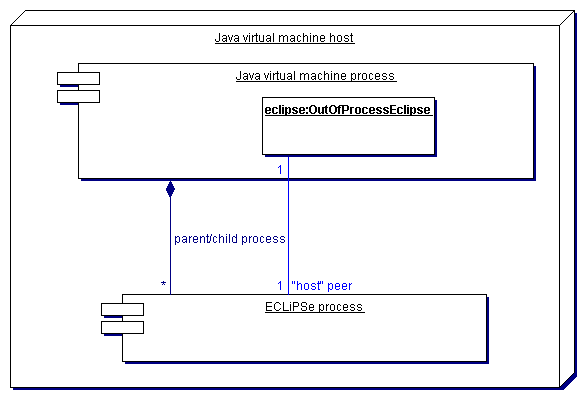 Java virtual machine host
Java virtual machine process
eclipse:OutOfProcessEclipse
1
parent/child process
* 1 "host" peer
ECLiPSe process